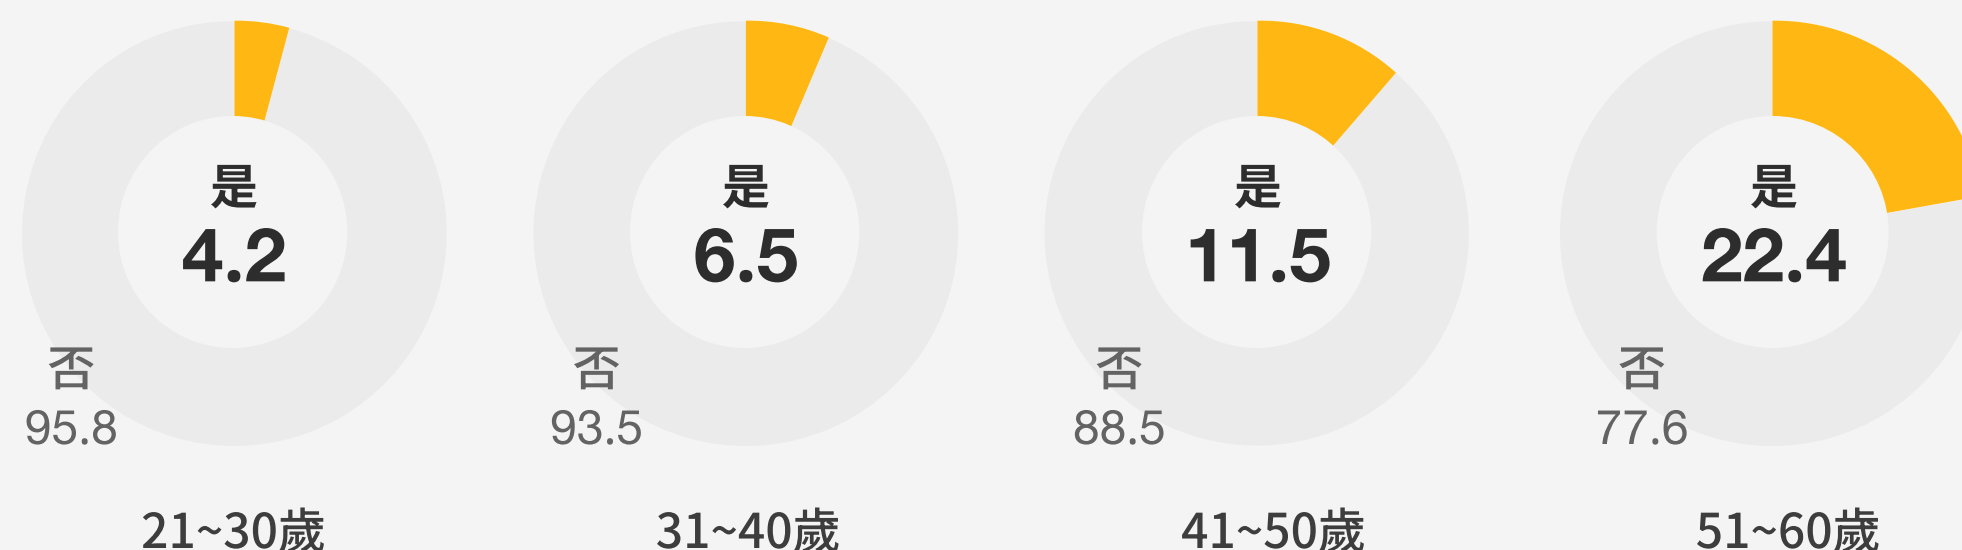 是
4.2
否
95.8
21~30歲
是
6.5
否
93.5
31~40歲
是
11.5
否
88.5
41~50歲
是
22.4
否
77.6
51~60歲